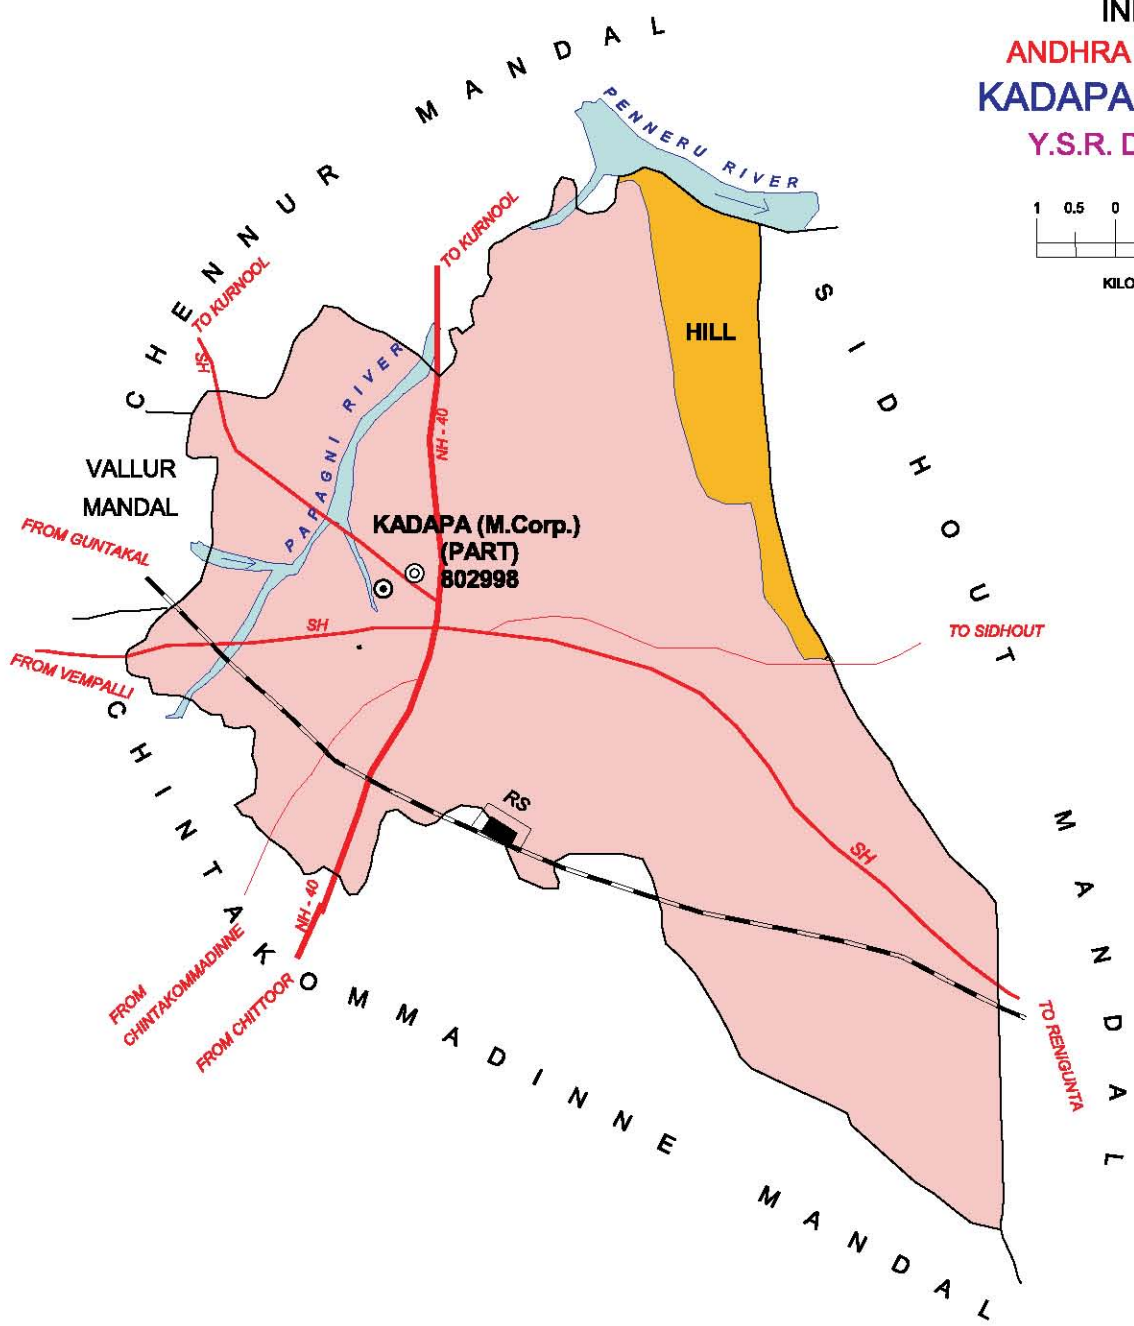 IN
ANDHRA
KADAPA
Y.S.R. D
1 0.5 0
KILO
CHENNUR MANDAL
PENNERU RIVER
TO KURNOOL
TO KURNOOL
HS
SIDHOUT MANDAL
HILL
PAPAGNI RIVER
NH - 40
VALLUR
MANDAL
FROM GUNTAKAL
KADAPA (M.Corp.)
(PART)
802998
SH
TO SIDHOUT
FROM VEMPALLI
CHINTAKOMMADINNE MANDAL
RS
SH
NH - 40
FROM
CHINTAKOMMADINNE
FROM CHITTOOR
TO RENIGUNTA